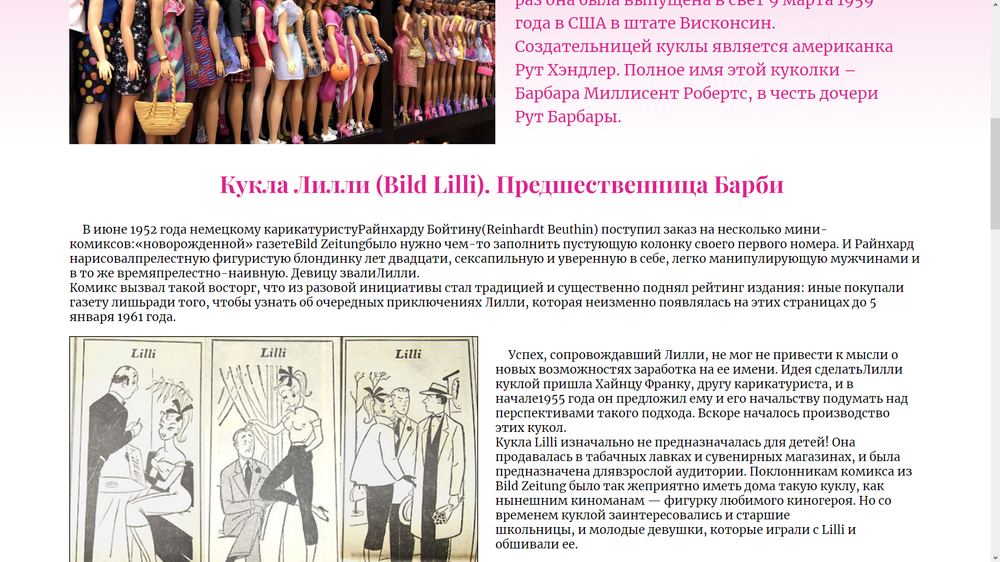 раз она была выпущена в свет 9 марта 1959
года в США в штате Висконсин.
Создательницей куклы является американка
Рут Хэндлер. Полное имя этой куколки –
Барбара Миллисент Робертс, в честь дочери
Рут Барбары.
Кукла Лилли (Bild Lilli). Предшественница Барби
В июне 1952 года немецкому карикатуристуРайнхарду Бойтину(Reinhardt Beuthin) поступил заказ на несколько мини-
комиксов:«новорожденной» газетеBild Zeitungбыло нужно чем-то заполнить пустующую колонку своего первого номера. И Райнхард
нарисовалпрелестную фигуристую блондинку лет двадцати, сексапильную и уверенную в себе, легко манипулирующую мужчинами и
в то же времяпрелестно-наивную. Девицу звалиЛилли.
Комикс вызвал такой восторг, что из разовой инициативы стал традицией и существенно поднял рейтинг издания: иные покупали
газету лишьради того, чтобы узнать об очередных приключениях Лилли, которая неизменно появлялась на этих страницах до 5
января 1961 года.
Lilli
Lilli
Lilli
Успех, сопровождавший Лилли, не мог не привести к мысли о
новых возможностях заработка на ее имени. Идея сделатьЛилли
куклой пришла Хайнцу Франку, другу карикатуриста, и в
начале1955 года он предложил ему и его начальству подумать над
перспективами такого подхода. Вскоре началось производство
этих кукол.
Кукла Lilli изначально не предназначалась для детей! Она
продавалась в табачных лавках и сувенирных магазинах, и была
предназначена длявзрослой аудитории. Поклонникам комикса из
Bild Zeitung было так жеприятно иметь дома такую куклу, как
нынешним киноманам — фигурку любимого киногероя. Но со
временем куклой заинтересовались и старшие
школьницы, и молодые девушки, которые играли с Lilli и
обшивали ее.